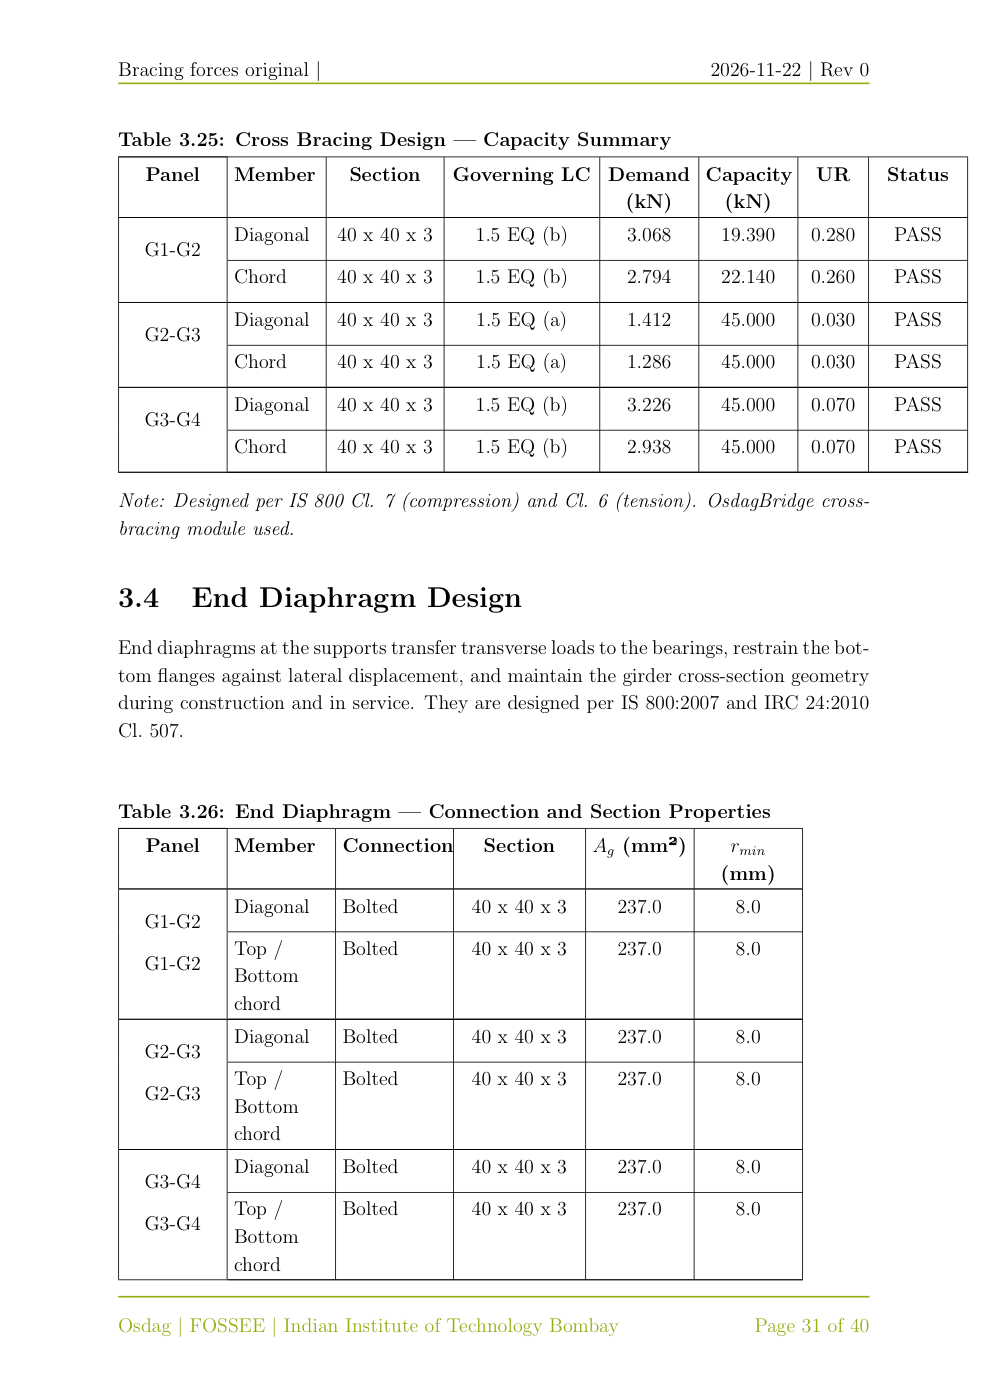 Bracing forces original | 2026-11-22 | Rev 0
Table 3.25: Cross Bracing Design — Capacity Summary
Panel Member Section Governing LC Demand (kN) Capacity (kN) UR Status
G1-G2 Diagonal 40 x 40 x 3 1.5 EQ (b) 3.068 19.390 0.280 PASS
Chord 40 x 40 x 3 1.5 EQ (b) 2.794 22.140 0.260 PASS
G2-G3 Diagonal 40 x 40 x 3 1.5 EQ (a) 1.412 45.000 0.030 PASS
Chord 40 x 40 x 3 1.5 EQ (a) 1.286 45.000 0.030 PASS
G3-G4 Diagonal 40 x 40 x 3 1.5 EQ (b) 3.226 45.000 0.070 PASS
Chord 40 x 40 x 3 1.5 EQ (b) 2.938 45.000 0.070 PASS
Note: Designed per IS 800 Cl. 7 (compression) and Cl. 6 (tension). OsdagBridge cross-
bracing module used.
3.4 End Diaphragm Design
End diaphragms at the supports transfer transverse loads to the bearings, restrain the bot-
tom flanges against lateral displacement, and maintain the girder cross-section geometry
during construction and in service. They are designed per IS 800:2007 and IRC 24:2010
Cl. 507.
Table 3.26: End Diaphragm — Connection and Section Properties
Panel Member Connection Section A_g (mm²) r_min (mm)
G1-G2 Diagonal Bolted 40 x 40 x 3 237.0 8.0
G1-G2 Top / Bottom chord Bolted 40 x 40 x 3 237.0 8.0
G2-G3 Diagonal Bolted 40 x 40 x 3 237.0 8.0
G2-G3 Top / Bottom chord Bolted 40 x 40 x 3 237.0 8.0
G3-G4 Diagonal Bolted 40 x 40 x 3 237.0 8.0
G3-G4 Top / Bottom chord Bolted 40 x 40 x 3 237.0 8.0
Osdag | FOSSEE | Indian Institute of Technology Bombay Page 31 of 40